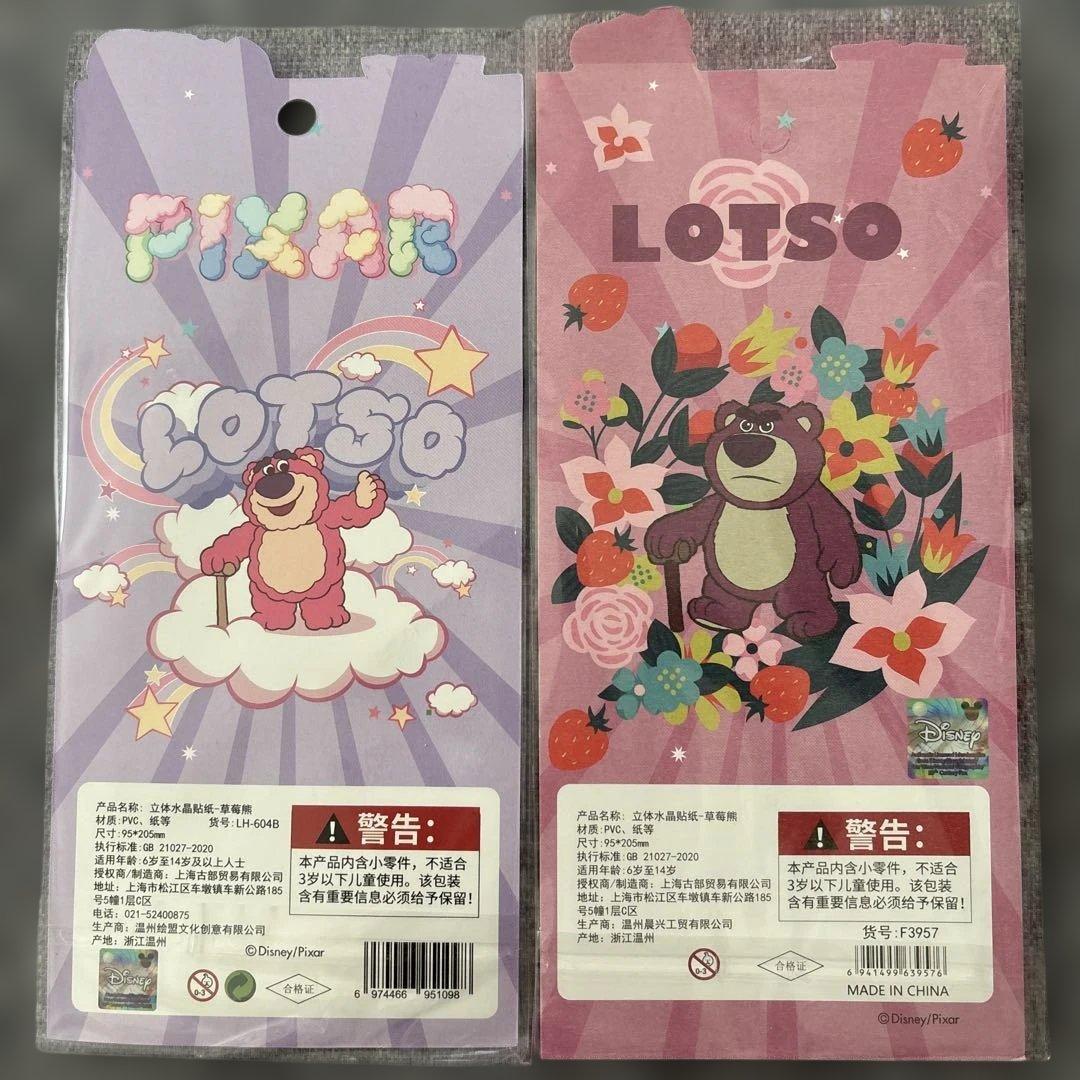 PIXAR
LOTSO
产品名称: 立体水晶贴纸-草莓熊
材质:PVC、纸等 货号:LH-604B
尺寸:95*205mm
执行标准:GB 21027-2020
适用年龄:6岁至14岁及以上人士
授权商/制造商: 上海古部贸易有限公司
地址: 上海市松江区车墩镇车新公路185
号5幢1层C区
电话: 021-52400875
生产商: 温州绘盟文化创意有限公司
产地: 浙江温州
警告:
本产品内含小零件，不适合
3岁以下儿童使用。该包装
含有重要信息必须给予保留!
©Disney/Pixar
Disney
0-3
合格证
6 974466 951098
LOTSO
Disney
产品名称: 立体水晶贴纸-草莓熊
材质:PVC、纸等
尺寸:95*205mm
执行标准:GB 21027-2020
适用年龄:6岁至14岁
授权商/制造商: 上海古部贸易有限公司
地址: 上海市松江区车墩镇车新公路185
号5幢1层C区
生产商: 温州晨兴工贸有限公司
产地: 浙江温州
警告:
本产品内含小零件，不适合
3岁以下儿童使用。该包装
含有重要信息必须给予保留!
货号:F3957
0-3
合格证
6 941499 639576
MADE IN CHINA
©Disney/Pixar